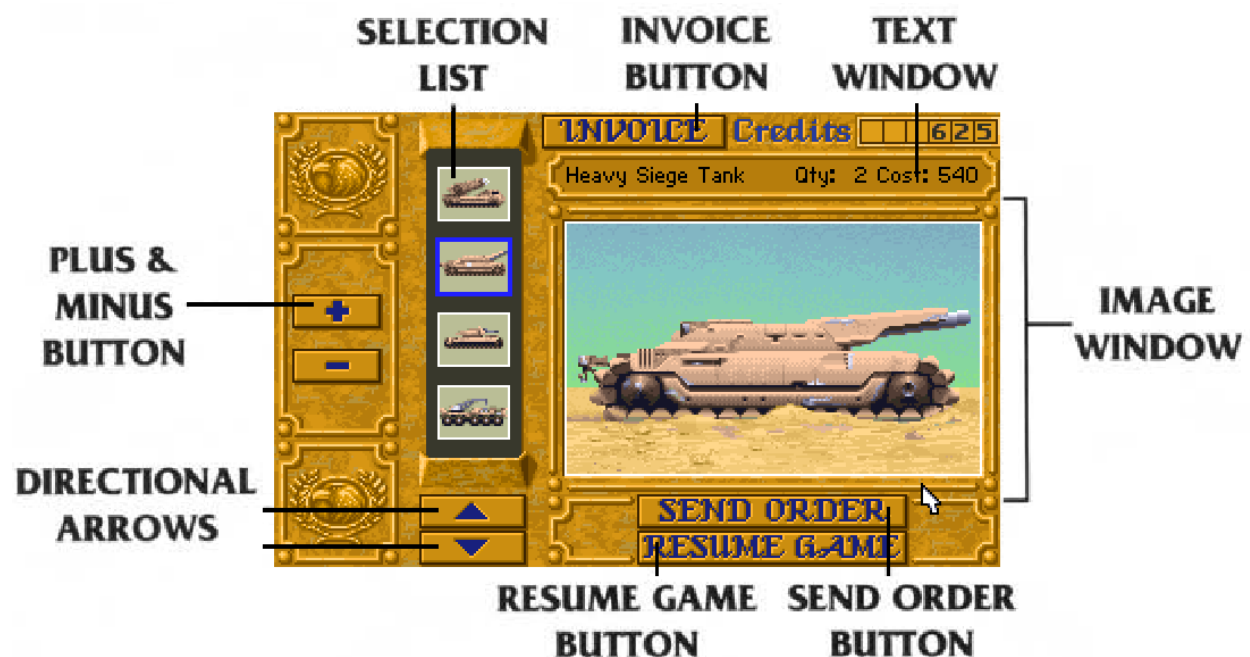 SELECTION
LIST
INVOICE
BUTTON
TEXT
WINDOW
INVOICE Credits 625
Heavy Siege Tank Qty: 2 Cost: 540
PLUS &
MINUS
BUTTON
+
-
IMAGE
WINDOW
DIRECTIONAL
ARROWS
SEND ORDER
RESUME GAME
RESUME GAME
BUTTON
SEND ORDER
BUTTON